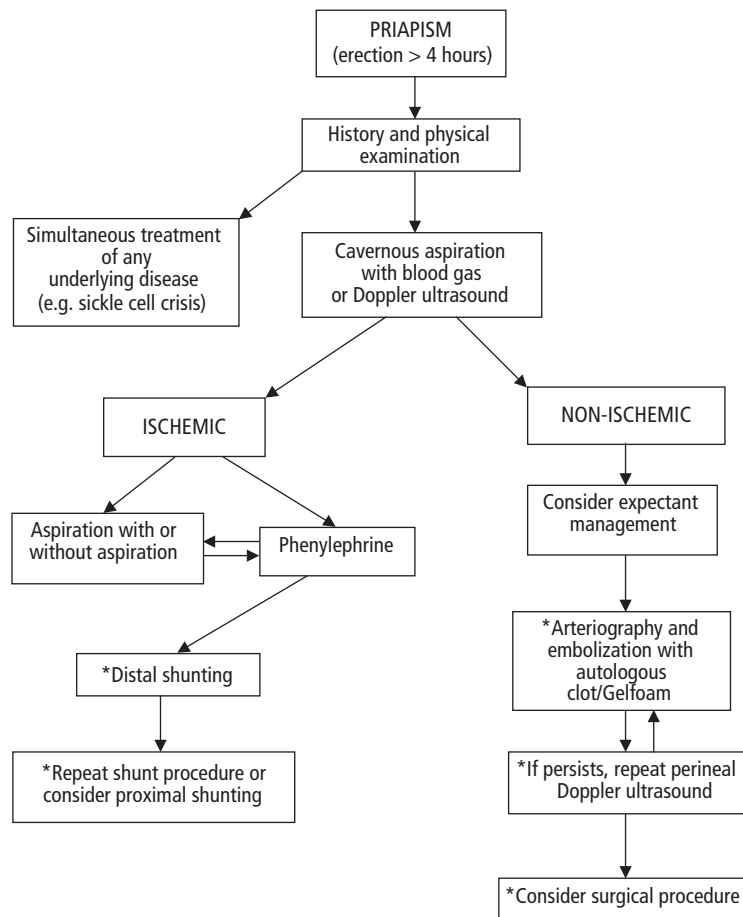 PRIAPISM
(erection > 4 hours)
History and physical
examination
Simultaneous treatment
of any
underlying disease
(e.g. sickle cell crisis)
Cavernous aspiration
with blood gas
or Doppler ultrasound
ISCHEMIC
NON-ISCHEMIC
Aspiration with or
without aspiration
Phenylephrine
Consider expectant
management
*Distal shunting
*Arteriography and
embolization with
autologous
clot/Gelfoam
*Repeat shunt procedure or
consider proximal shunting
*If persists, repeat perineal
Doppler ultrasound
*Consider surgical procedure